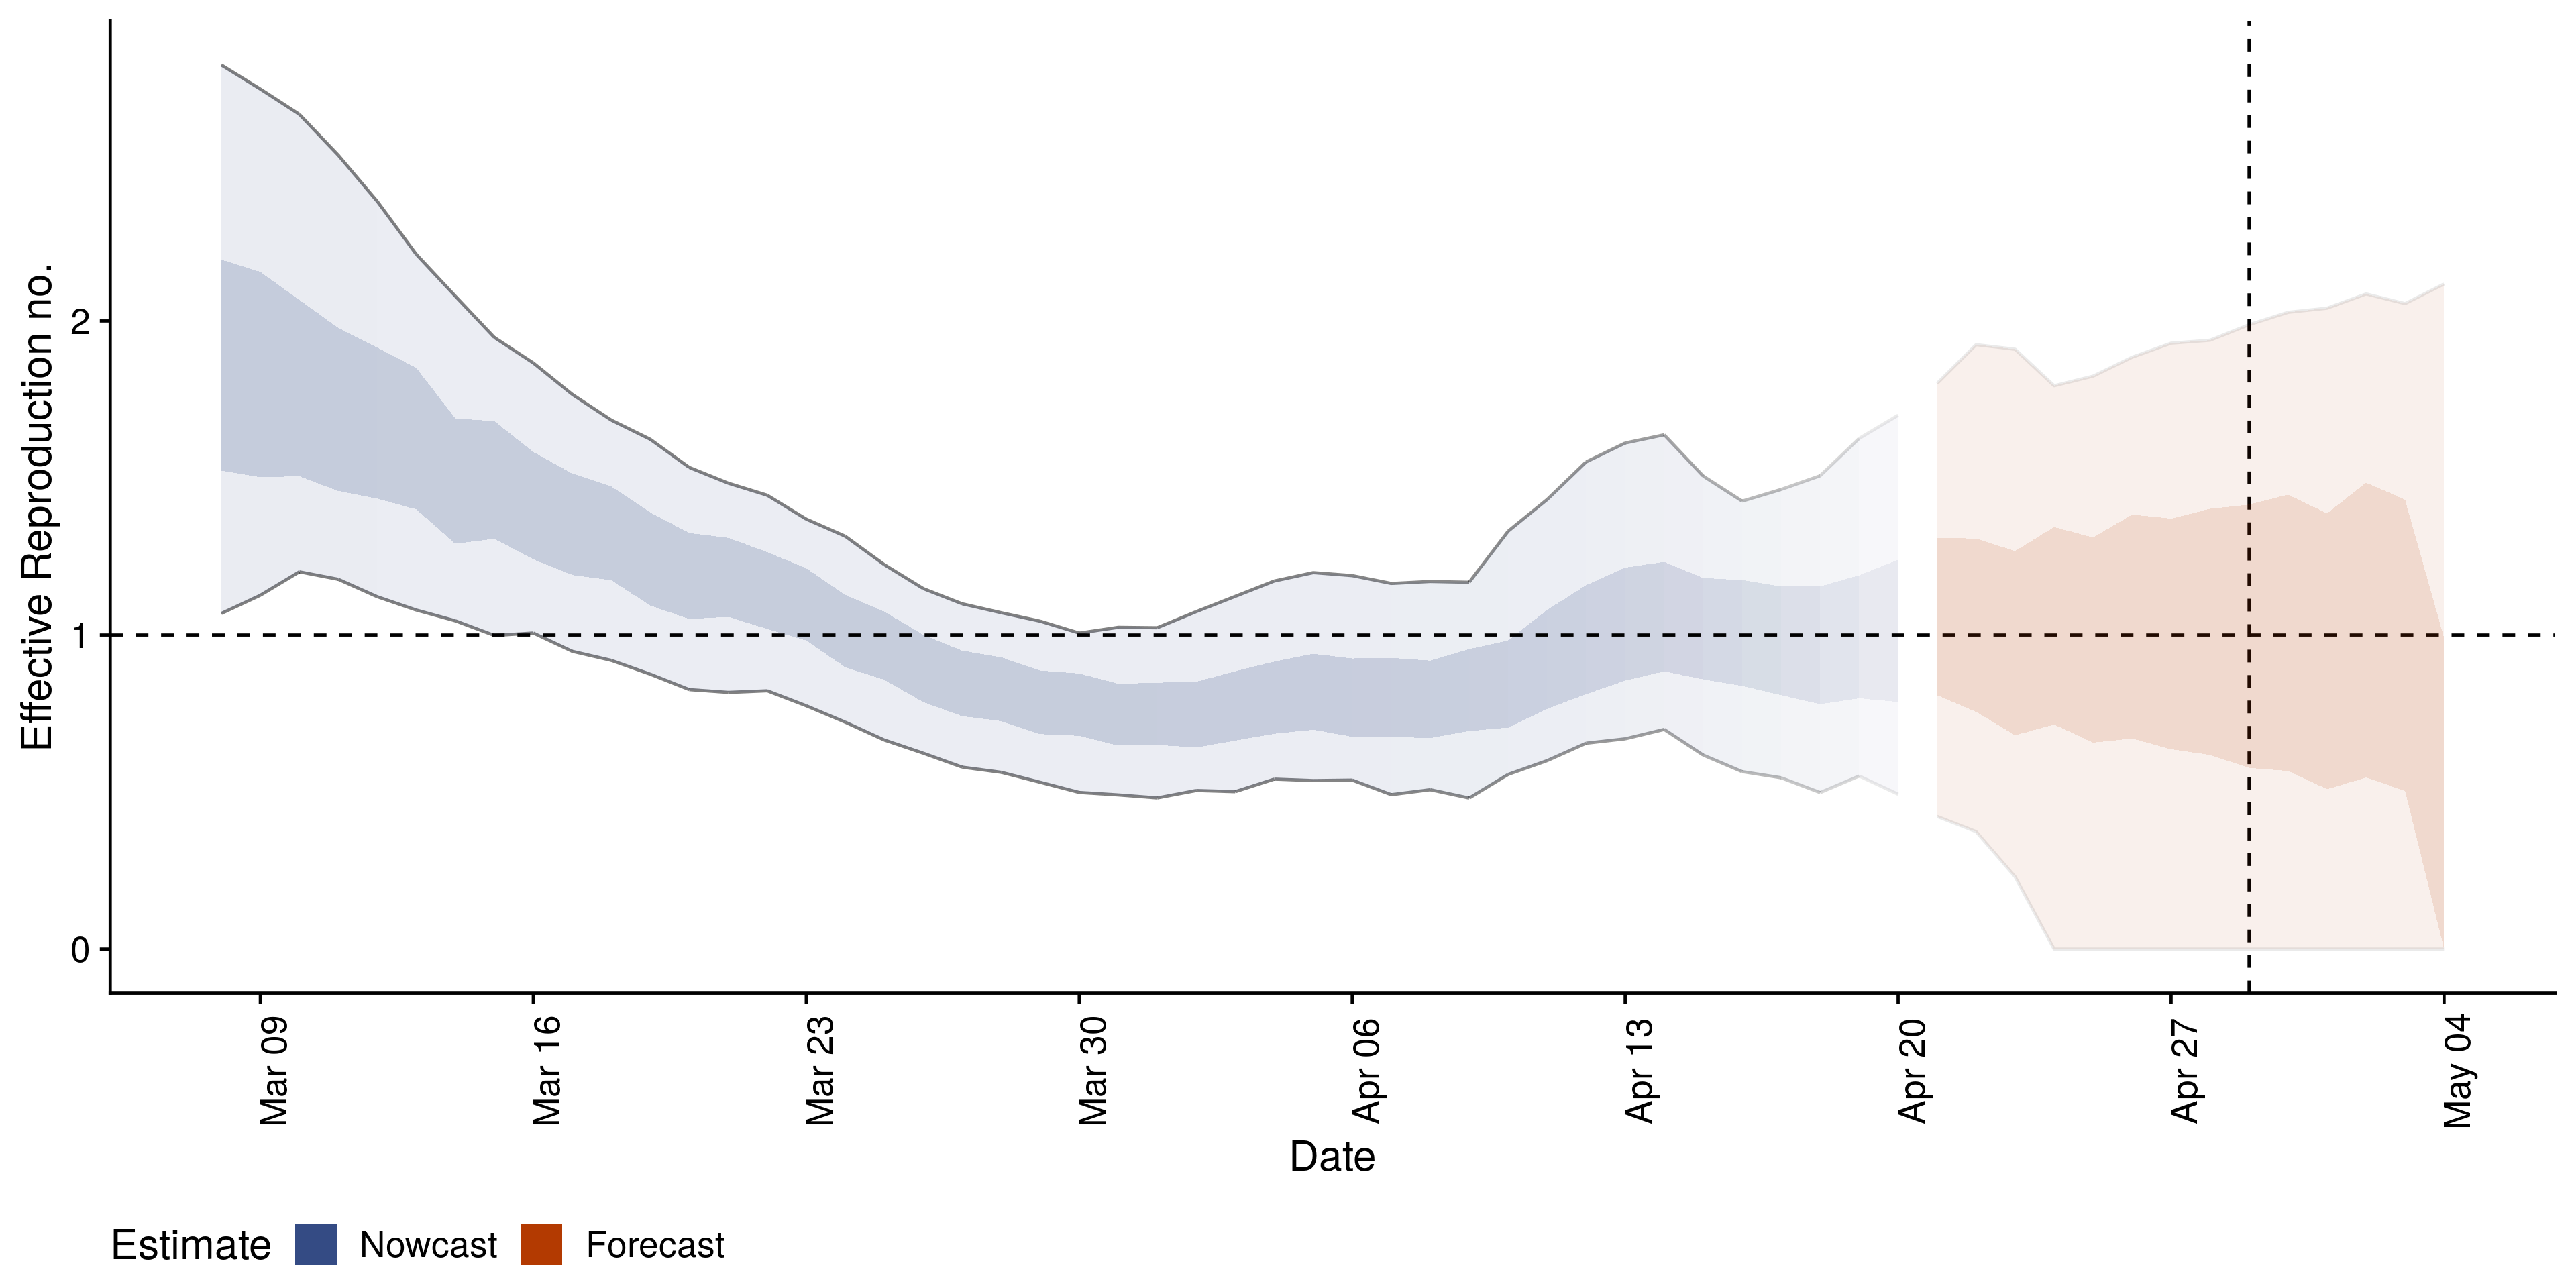 Effective Reproduction no.
2
1
0
Mar 09
Mar 16
Mar 23
Mar 30
Apr 06
Apr 13
Apr 20
Apr 27
May 04
Date
Estimate Nowcast Forecast